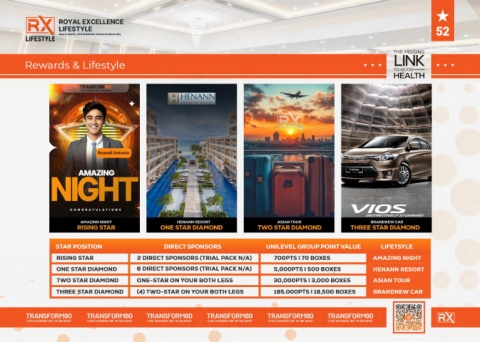 RX
LIFESTYLE
ROYAL EXCELLENCE
LIFESTYLE
★
52
Rewards & Lifestyle
THE MISSING
LINK
HEALTH
AMAZING
NIGHT
CONGRATULATIONS
AMAZING NIGHT
RISING STAR
HENANN
HENANN RESORT
ONE STAR DIAMOND
RX
ASIAN TOUR
TWO STAR DIAMOND
VIOS
BRANDNEW CAR
THREE STAR DIAMOND
STAR POSITION DIRECT SPONSORS UNILEVEL GROUP POINT VALUE LIFETSYLE
RISING STAR 2 DIRECT SPONSORS (TRIAL PACK N/A) 700PTS I 70 BOXES AMAZING NIGHT
ONE STAR DIAMOND 6 DIRECT SPONSORS (TRIAL PACK N/A) 5,000PTS I 500 BOXES HENANN RESORT
TWO STAR DIAMOND ONE-STAR ON YOUR BOTH LEGS 30,000PTS I 3,000 BOXES ASIAN TOUR
THREE STAR DIAMOND (4) TWO-STAR ON YOUR BOTH LEGS 185.000PTS I 18,500 BOXES BRANDNEW CAR
TRANSFORM80 TRANSFORM80 TRANSFORM80 TRANSFORM80 TRANSFORM80 TRANSFORM80
RX